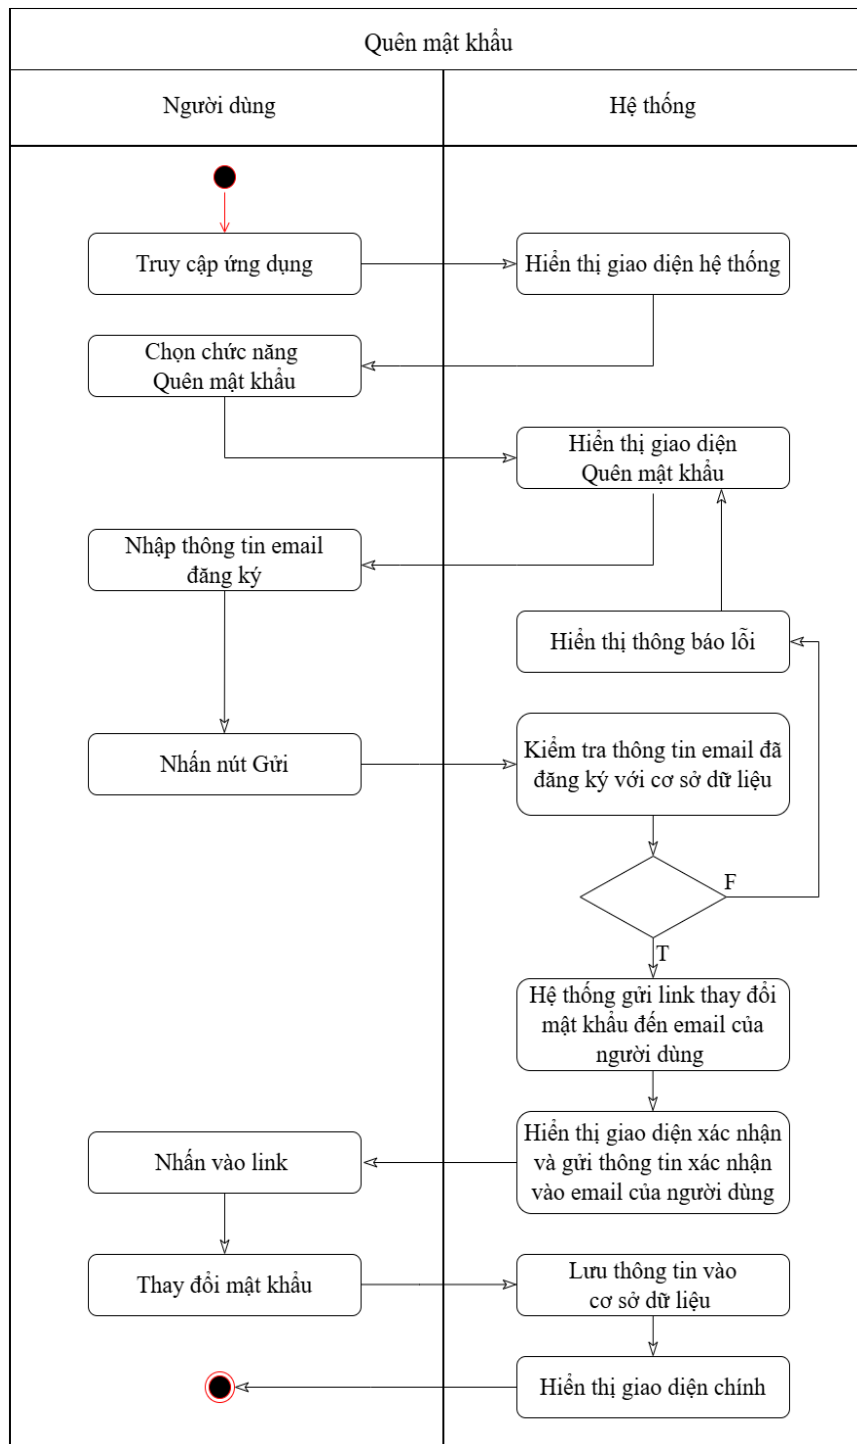 Quên mật khẩu
Người dùng
Hệ thống
Truy cập ứng dụng
Hiển thị giao diện hệ thống
Chọn chức năng
Quên mật khẩu
Hiển thị giao diện
Quên mật khẩu
Nhập thông tin email
đăng ký
Hiển thị thông báo lỗi
Nhấn nút Gửi
Kiểm tra thông tin email đã
đăng ký với cơ sở dữ liệu
F
T
Hệ thống gửi link thay đổi
mật khẩu đến email của
người dùng
Nhấn vào link
Hiển thị giao diện xác nhận
và gửi thông tin xác nhận
vào email của người dùng
Thay đổi mật khẩu
Lưu thông tin vào
cơ sở dữ liệu
Hiển thị giao diện chính